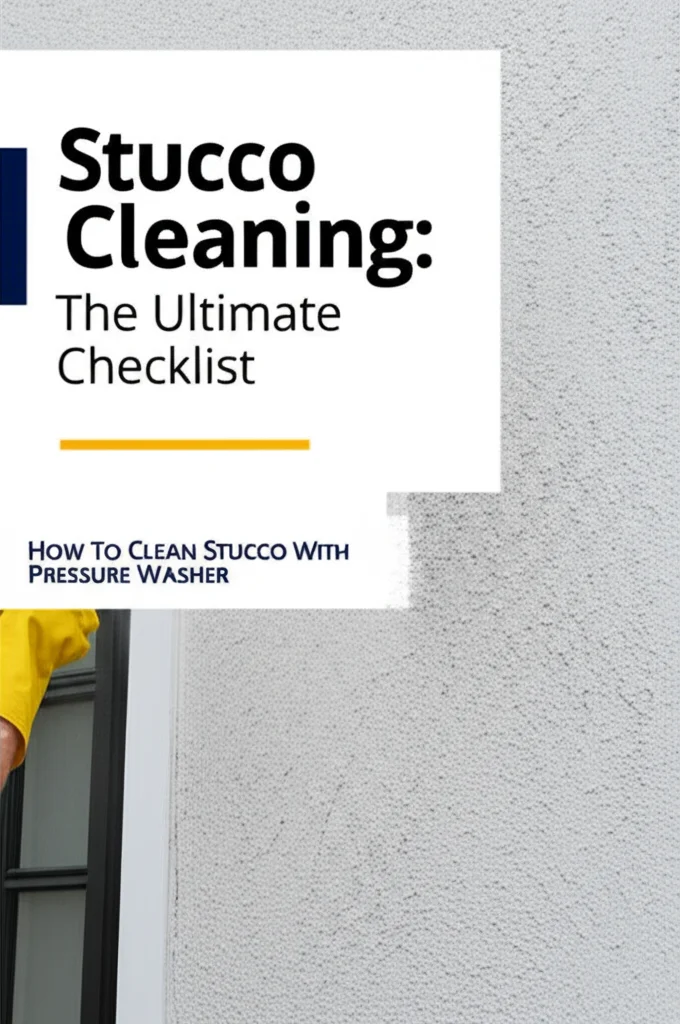 Stucco
Cleaning:
The Ultimate
Checklist
How To Clean Stucco With
Pressure Washer